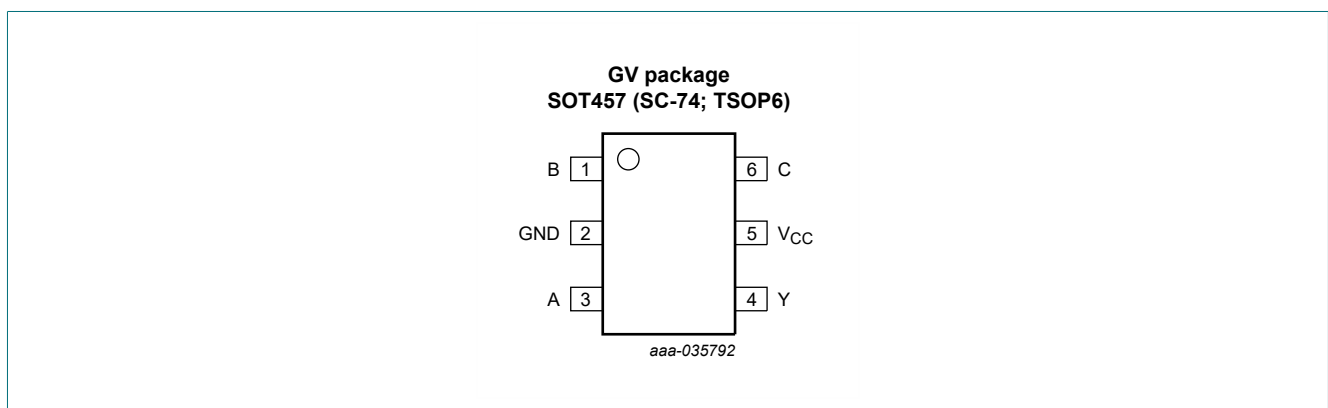 GV package
SOT457 (SC-74; TSOP6)
B 1 6 C
GND 2 5 VCC
A 3 4 Y
aaa-035792